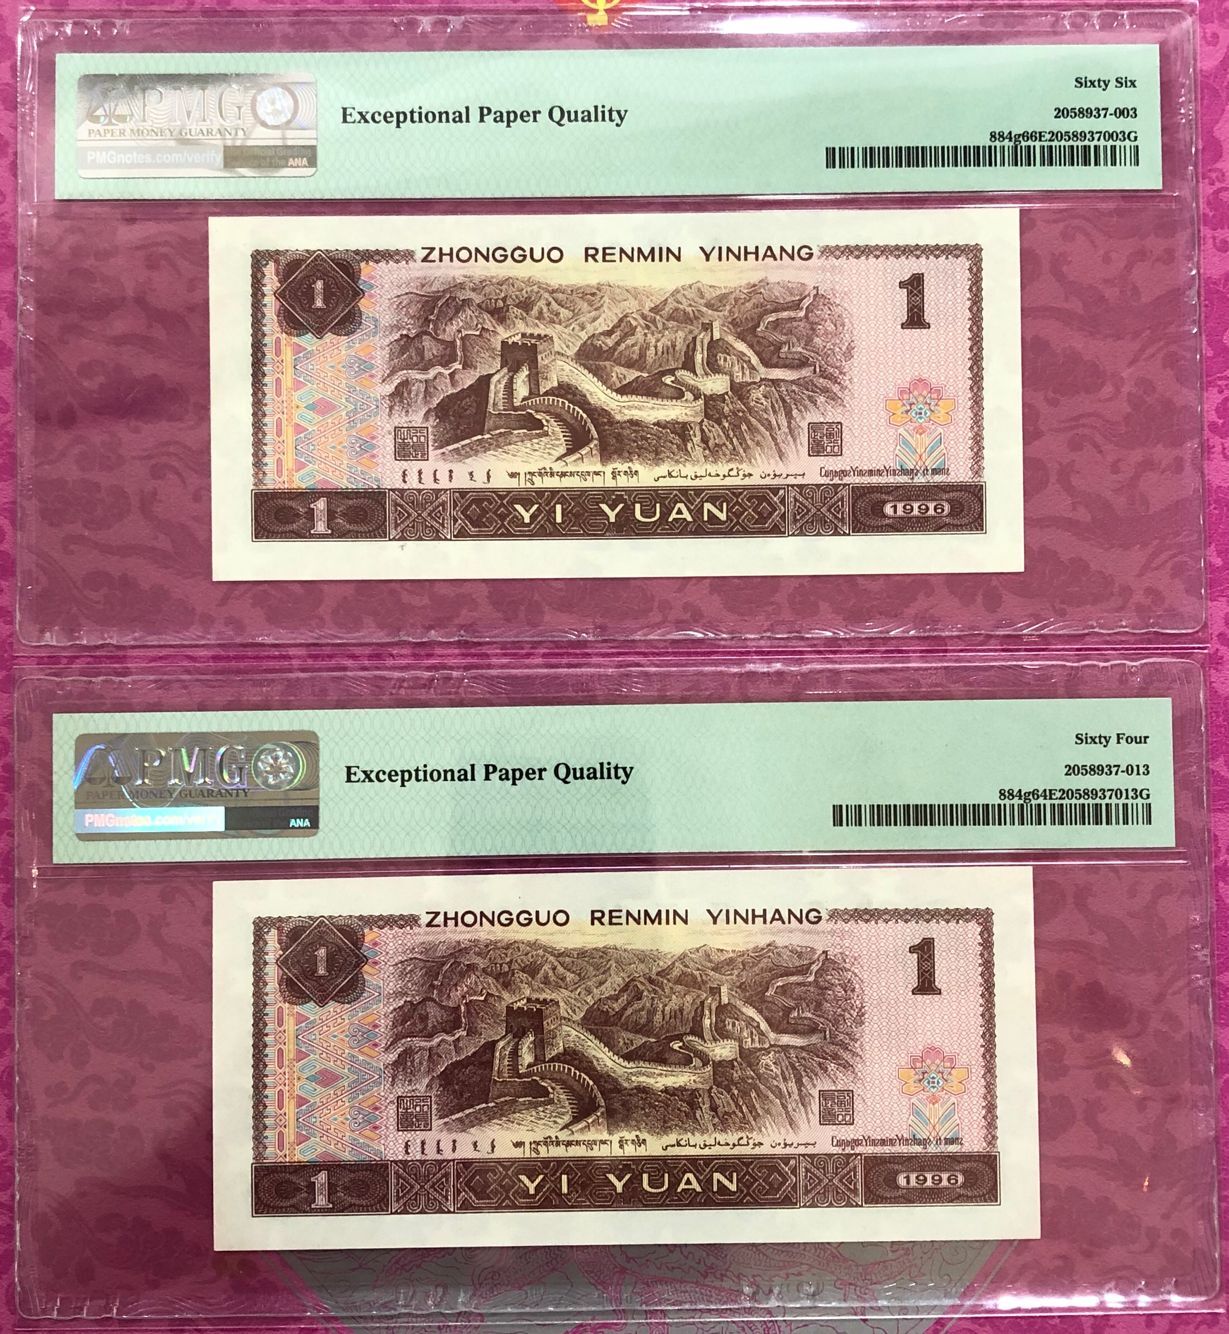 PMG
PAPER MONEY GUARANTY
PMGnotes.com/verify
ANA
Exceptional Paper Quality
Sixty Six
2058937-003
884g66E2058937003G
ZHONGGUO RENMIN YINHANG
1
1
1
YI YUAN
1996
PMG
PAPER MONEY GUARANTY
PMGnotes.com/verify
ANA
Exceptional Paper Quality
Sixty Four
2058937-013
884g64E2058937013G
ZHONGGUO RENMIN YINHANG
1
1
1
YI YUAN
1996